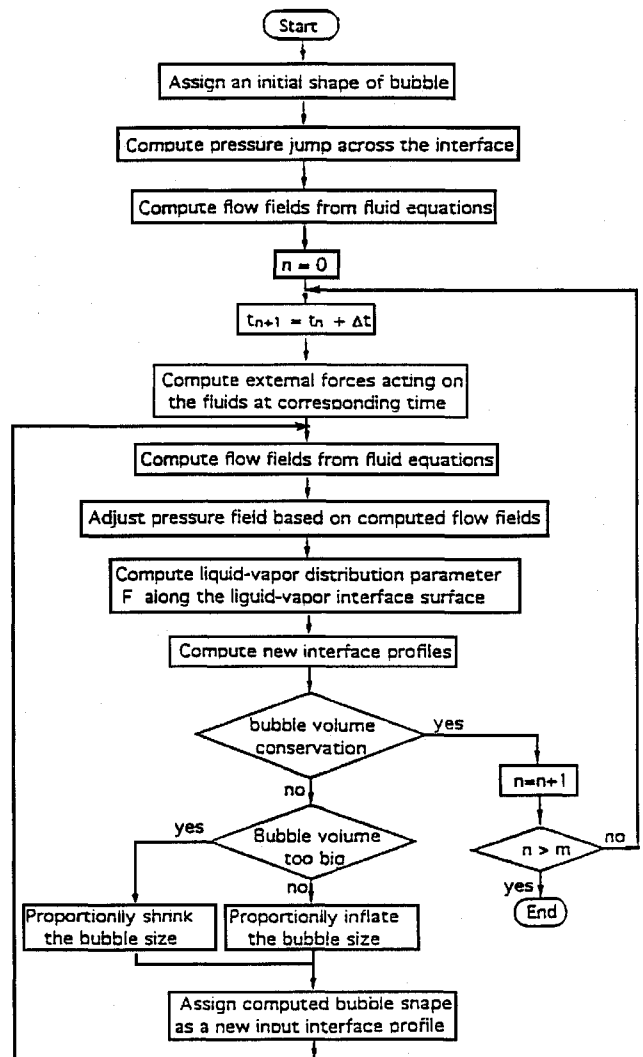 Start
Assign an initial shape of bubble
Compute pressure jump across the interface
Compute flow fields from fluid equations
n = 0
tn+1 = tn + Δt
Compute external forces acting on
the fluids at corresponding time
Compute flow fields from fluid equations
Adjust pressure field based on computed flow fields
Compute liquid-vapor distribution parameter
F along the liguid-vapor interface surface
Compute new interface profiles
bubble volume
conservation
yes
n=n+1
no
yes
Bubble volume
too big
n > m
no
no
yes
End
Proportionily shrink
the bubble size
Proportionily inflate
the bubble size
Assign computed bubble snape
as a new input interface profile